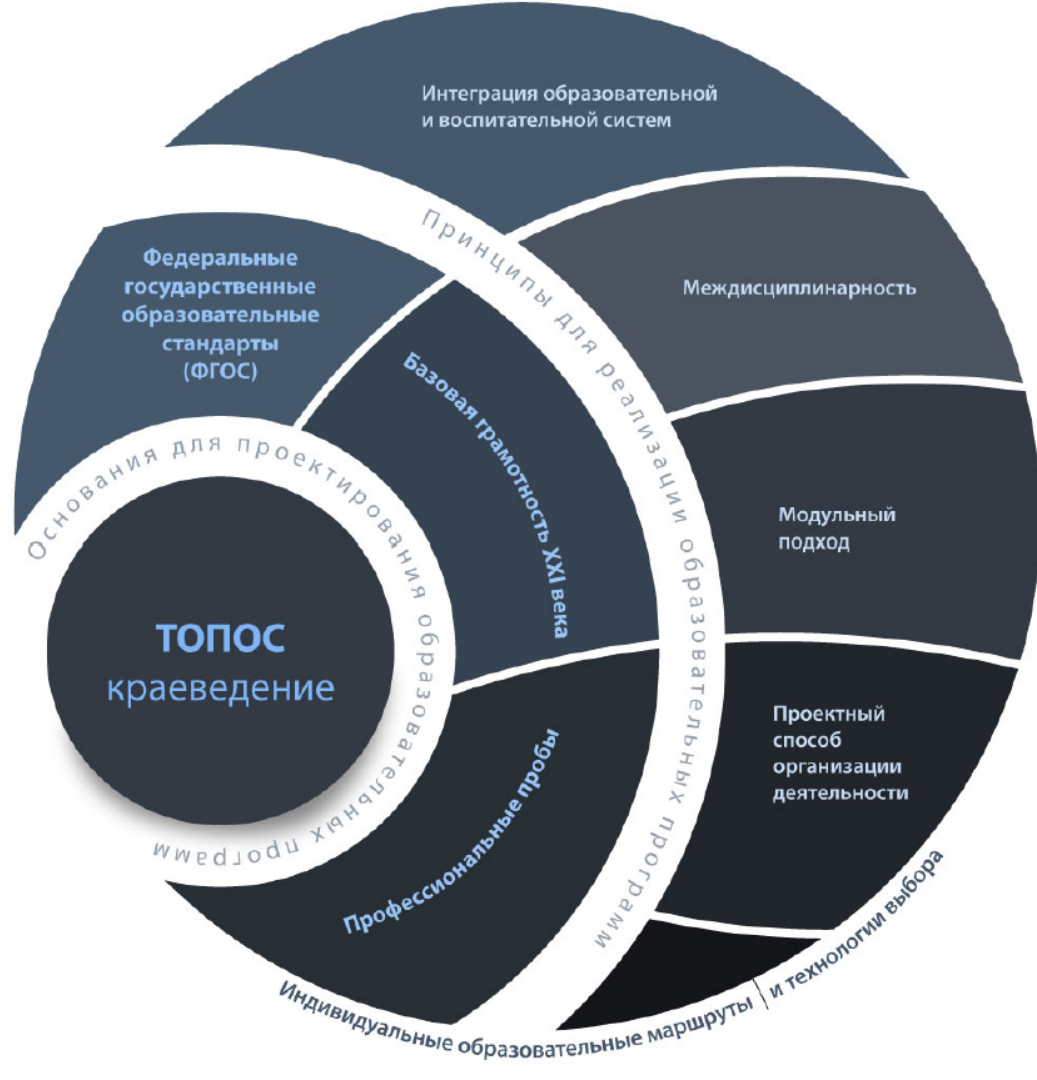 Интеграция образовательной
и воспитательной систем
Принципы для реализации образовательных программ
Федеральные
государственные
образовательные
стандарты
(ФГОС)
Междисциплинарность
Базовая грамотность XXI века
Основания для проектирования образовательных программ
Модульный
подход
ТОПОС
краеведение
Проектный
способ
организации
деятельности
Профессиональные пробы
Индивидуальные образовательные маршруты и технологии выбора